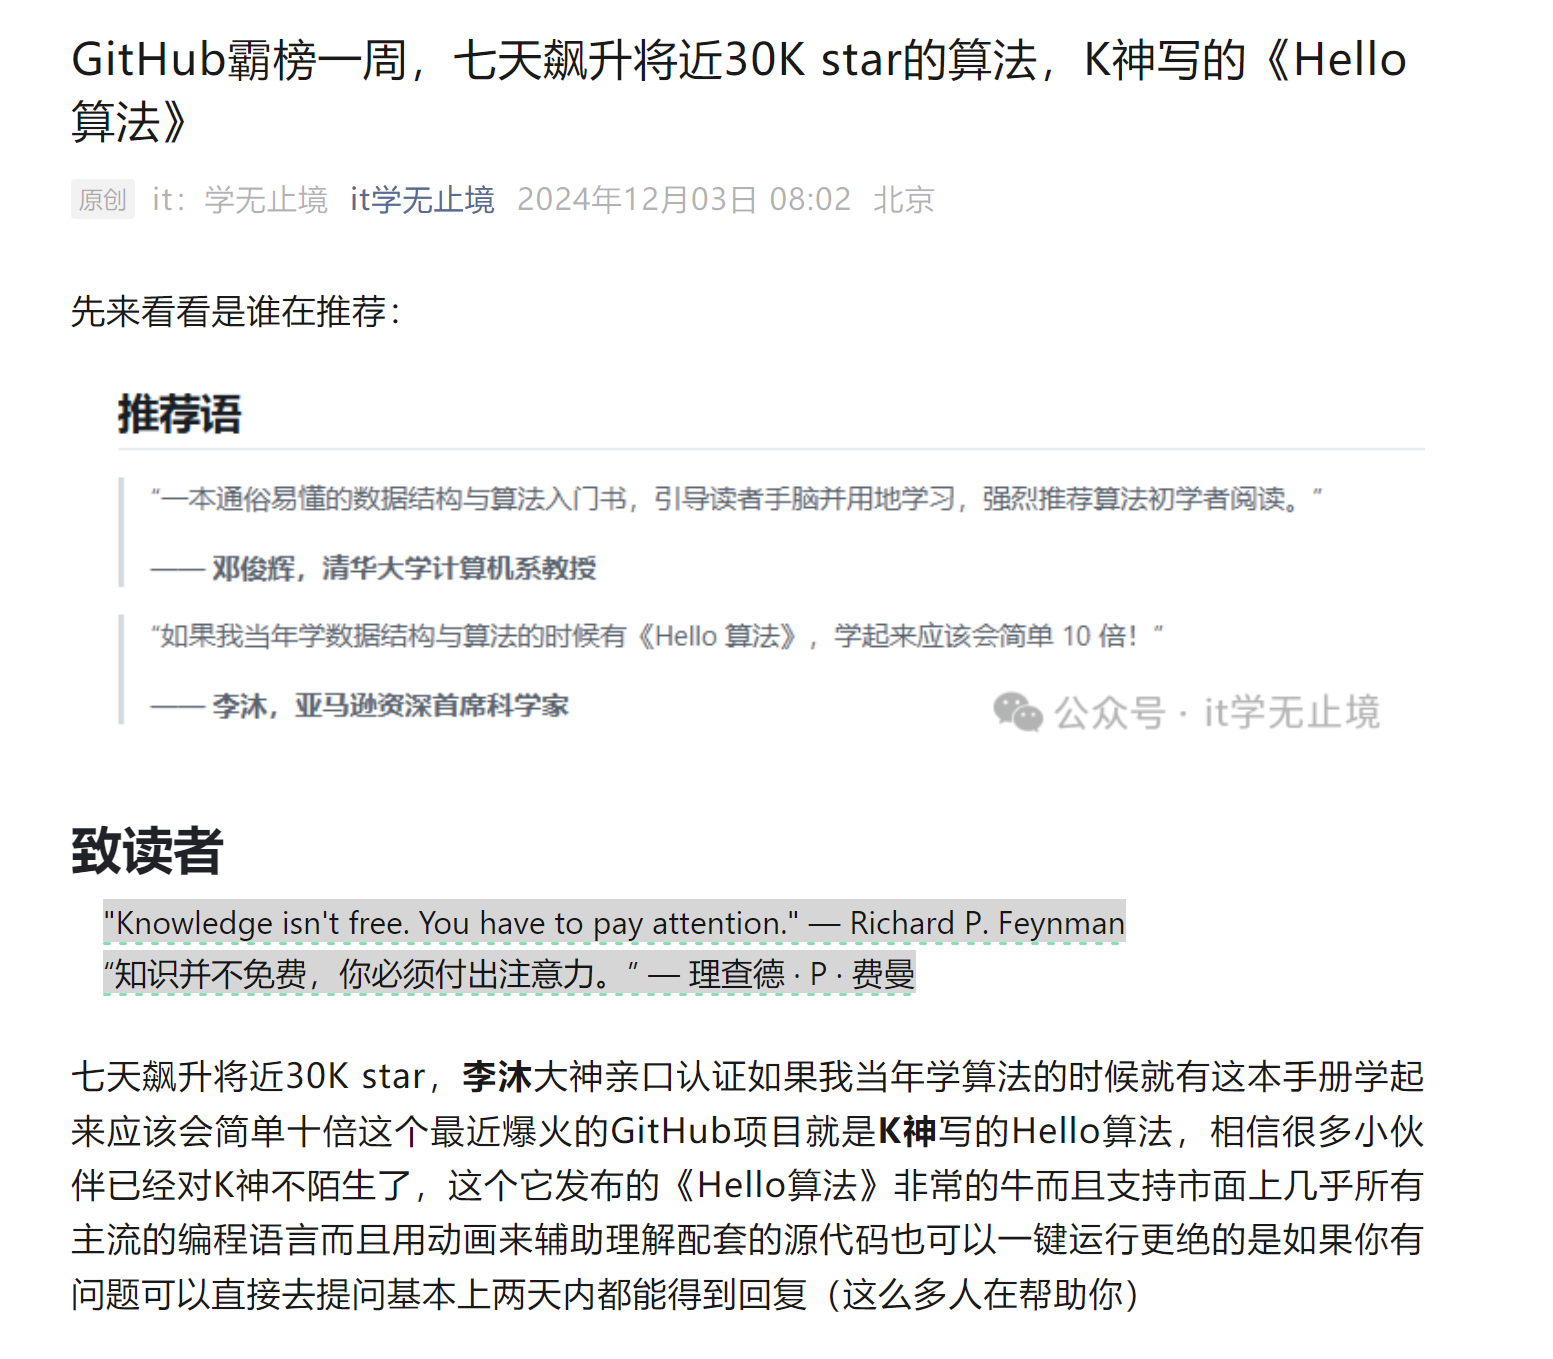 GitHub霸榜一周，七天飙升将近30K star的算法，K神写的《Hello
算法》
原创 it：学无止境 it学无止境 2024年12月03日 08:02 北京
先来看看是谁在推荐：
推荐语
“一本通俗易懂的数据结构与算法入门书，引导读者手脑并用地学习，强烈推荐算法初学者阅读。”
—— 邓俊辉，清华大学计算机系教授
“如果我当年学数据结构与算法的时候有《Hello 算法》，学起来应该会简单 10 倍！”
—— 李沐，亚马逊资深首席科学家
公众号 · it学无止境
致读者
"Knowledge isn't free. You have to pay attention." — Richard P. Feynman
“知识并不免费，你必须付出注意力。” — 理查德 · P · 费曼
七天飙升将近30K star，李沐大神亲口认证如果我当年学算法的时候就有这本手册学起
来应该会简单十倍这个最近爆火的GitHub项目就是K神写的Hello算法，相信很多小伙
伴已经对K神不陌生了，这个它发布的《Hello算法》非常的牛而且支持市面上几乎所有
主流的编程语言而且用动画来辅助理解配套的源代码也可以一键运行更绝的是如果你有
问题可以直接去提问基本上两天内都能得到回复（这么多人在帮助你）